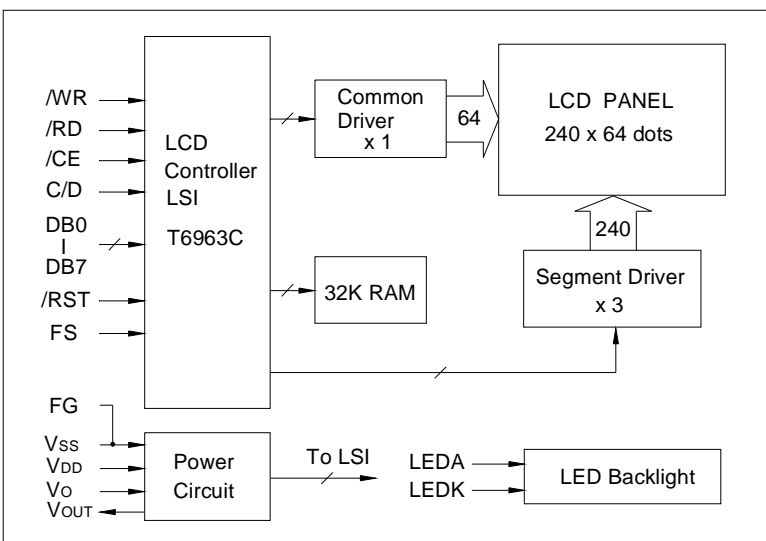 /WR
/RD
/CE
C/D
DB0
I
DB7
/RST
FS
LCD
Controller
LSI
T6963C
Common
Driver
x 1
64
LCD PANEL
240 x 64 dots
240
Segment Driver
x 3
32K RAM
FG
VSS
VDD
VO
VOUT
Power
Circuit
To LSI
LEDA
LEDK
LED Backlight